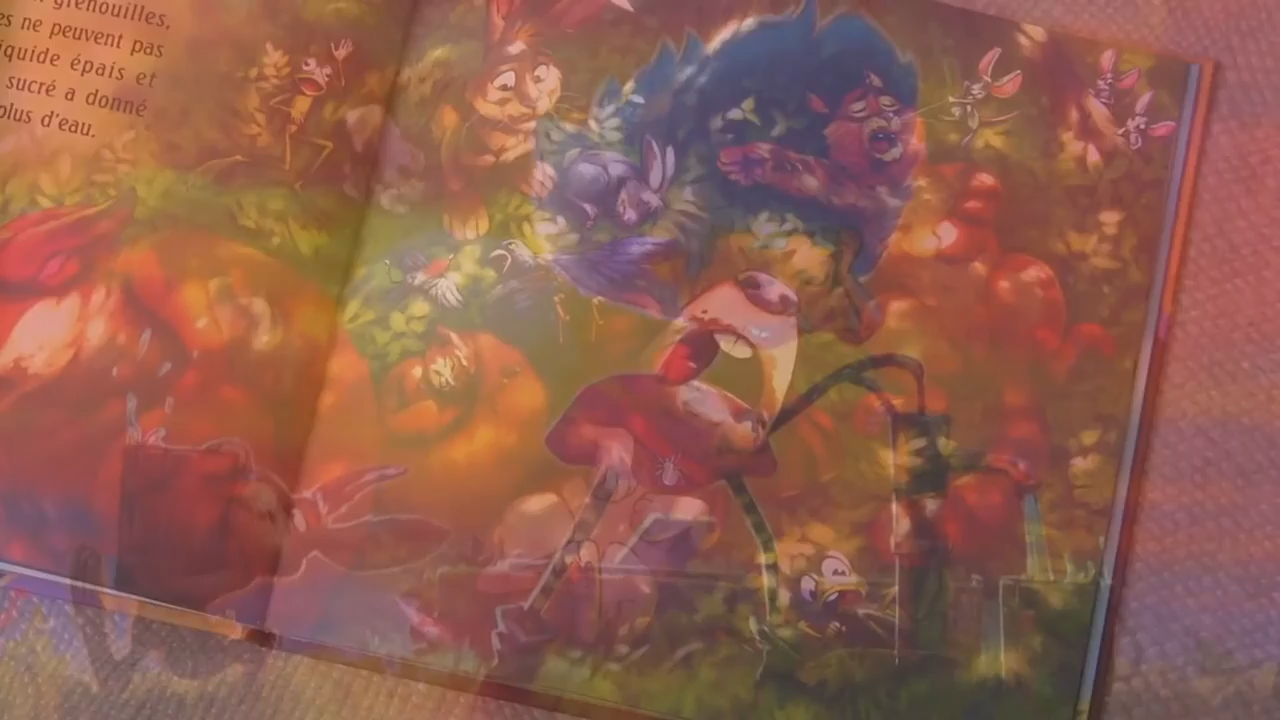 grenouilles,
es ne peuvent pas
iquide épais et
sucré a donné
plus d'eau.